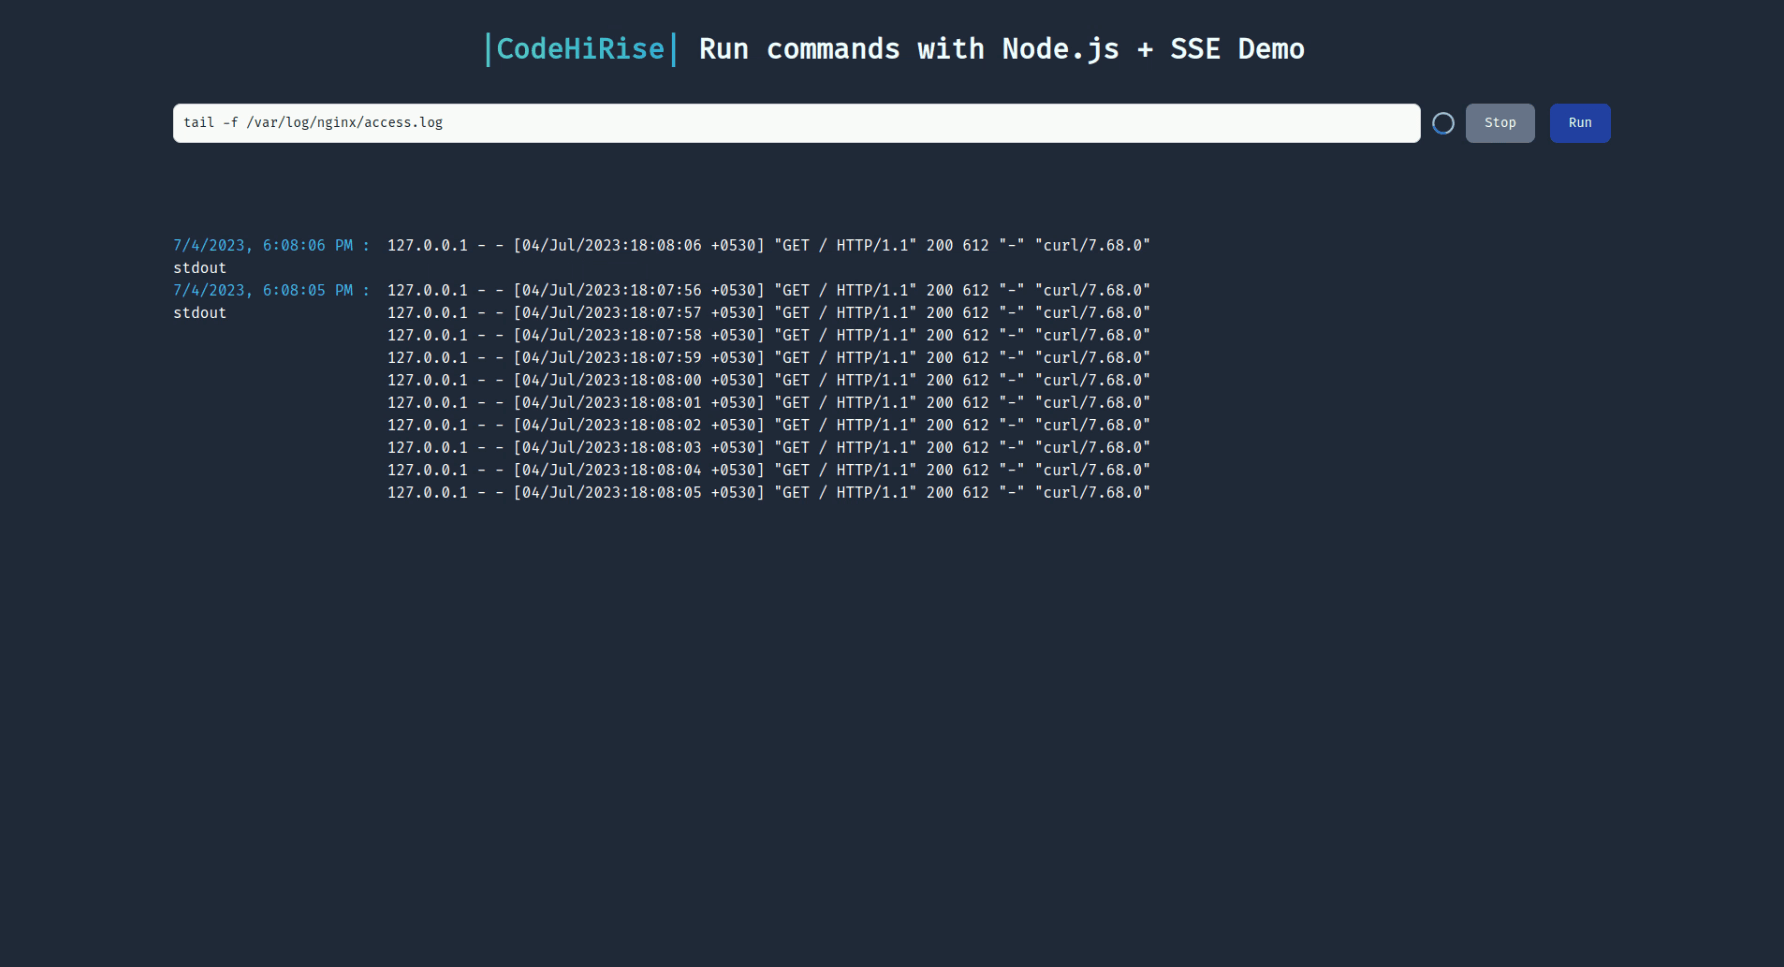 |CodeHiRise| Run commands with Node.js + SSE Demo
tail -f /var/log/nginx/access.log Stop Run
7/4/2023, 6:08:06 PM : 127.0.0.1 - - [04/Jul/2023:18:08:06 +0530] "GET / HTTP/1.1" 200 612 "-" "curl/7.68.0"
stdout
7/4/2023, 6:08:05 PM : 127.0.0.1 - - [04/Jul/2023:18:07:56 +0530] "GET / HTTP/1.1" 200 612 "-" "curl/7.68.0"
stdout 127.0.0.1 - - [04/Jul/2023:18:07:57 +0530] "GET / HTTP/1.1" 200 612 "-" "curl/7.68.0"
127.0.0.1 - - [04/Jul/2023:18:07:58 +0530] "GET / HTTP/1.1" 200 612 "-" "curl/7.68.0"
127.0.0.1 - - [04/Jul/2023:18:07:59 +0530] "GET / HTTP/1.1" 200 612 "-" "curl/7.68.0"
127.0.0.1 - - [04/Jul/2023:18:08:00 +0530] "GET / HTTP/1.1" 200 612 "-" "curl/7.68.0"
127.0.0.1 - - [04/Jul/2023:18:08:01 +0530] "GET / HTTP/1.1" 200 612 "-" "curl/7.68.0"
127.0.0.1 - - [04/Jul/2023:18:08:02 +0530] "GET / HTTP/1.1" 200 612 "-" "curl/7.68.0"
127.0.0.1 - - [04/Jul/2023:18:08:03 +0530] "GET / HTTP/1.1" 200 612 "-" "curl/7.68.0"
127.0.0.1 - - [04/Jul/2023:18:08:04 +0530] "GET / HTTP/1.1" 200 612 "-" "curl/7.68.0"
127.0.0.1 - - [04/Jul/2023:18:08:05 +0530] "GET / HTTP/1.1" 200 612 "-" "curl/7.68.0"